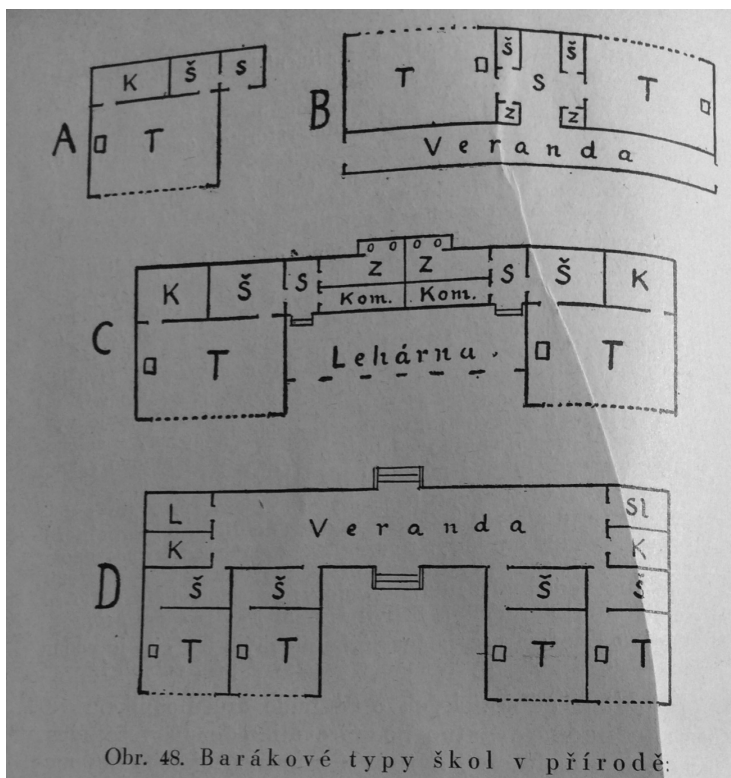 A
K Š S
T
B
Š Š
T S T
Z Z
Veranda
C
K Š S Z Z S Š K
Kom. Kom.
T Lehárna T
D
L Veranda Sl
K K
Š Š Š Š
T T T T
Obr. 48. Barákové typy škol v přírodě.